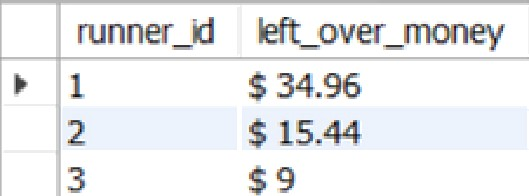 runner_id left_over_money
1 $ 34.96
2 $ 15.44
3 $ 9